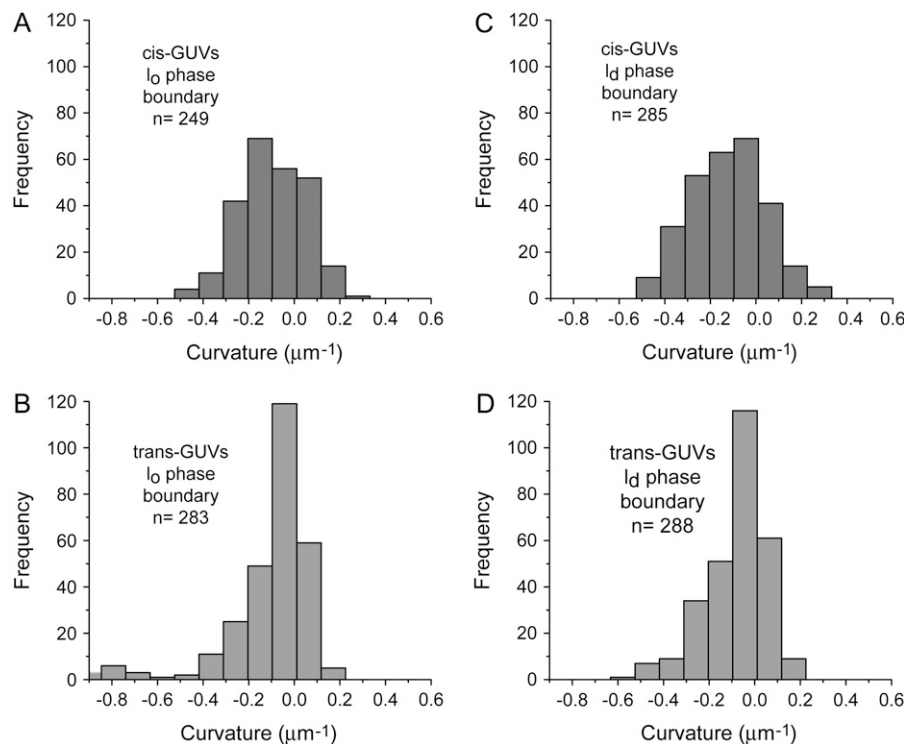 A
120
100
80
60
40
20
0
Frequency
cis-GUVs
lo phase
boundary
n= 249
-0.8 -0.6 -0.4 -0.2 0.0 0.2 0.4 0.6
Curvature (μm-1)
C
120
100
80
60
40
20
0
Frequency
cis-GUVs
ld phase
boundary
n= 285
-0.8 -0.6 -0.4 -0.2 0.0 0.2 0.4 0.6
Curvature (μm-1)
B
120
100
80
60
40
20
0
Frequency
trans-GUVs
lo phase
boundary
n= 283
-0.8 -0.6 -0.4 -0.2 0.0 0.2 0.4 0.6
Curvature (μm-1)
D
120
100
80
60
40
20
0
Frequency
trans-GUVs
ld phase
boundary
n= 288
-0.8 -0.6 -0.4 -0.2 0.0 0.2 0.4 0.6
Curvature (μm-1)